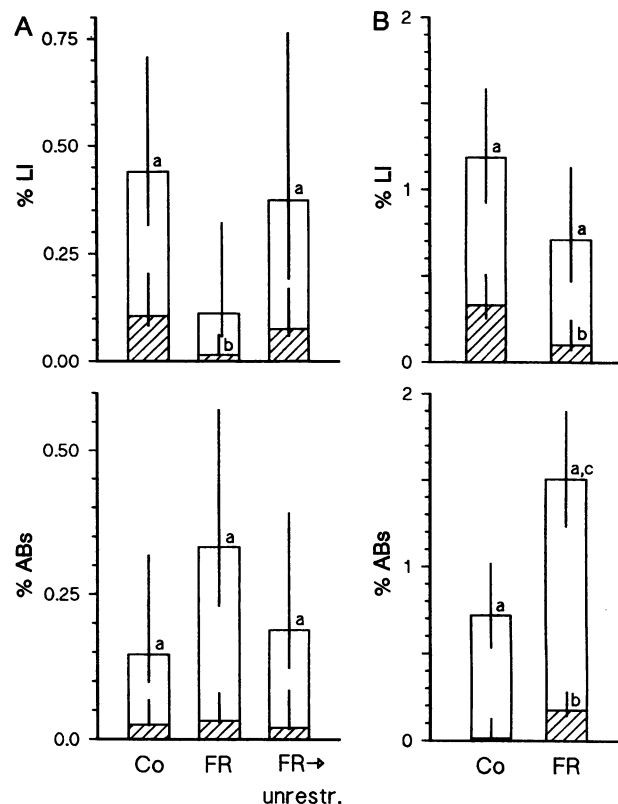 A
% LI
0.75
0.50
0.25
0.00
a
a
b
B
% LI
2
1
0
a
a
b
% ABs
0.50
0.25
0.0
a
a
a
Co
FR
FR→
unrestr.
% ABs
2
1
0
a
a,c
b
Co
FR